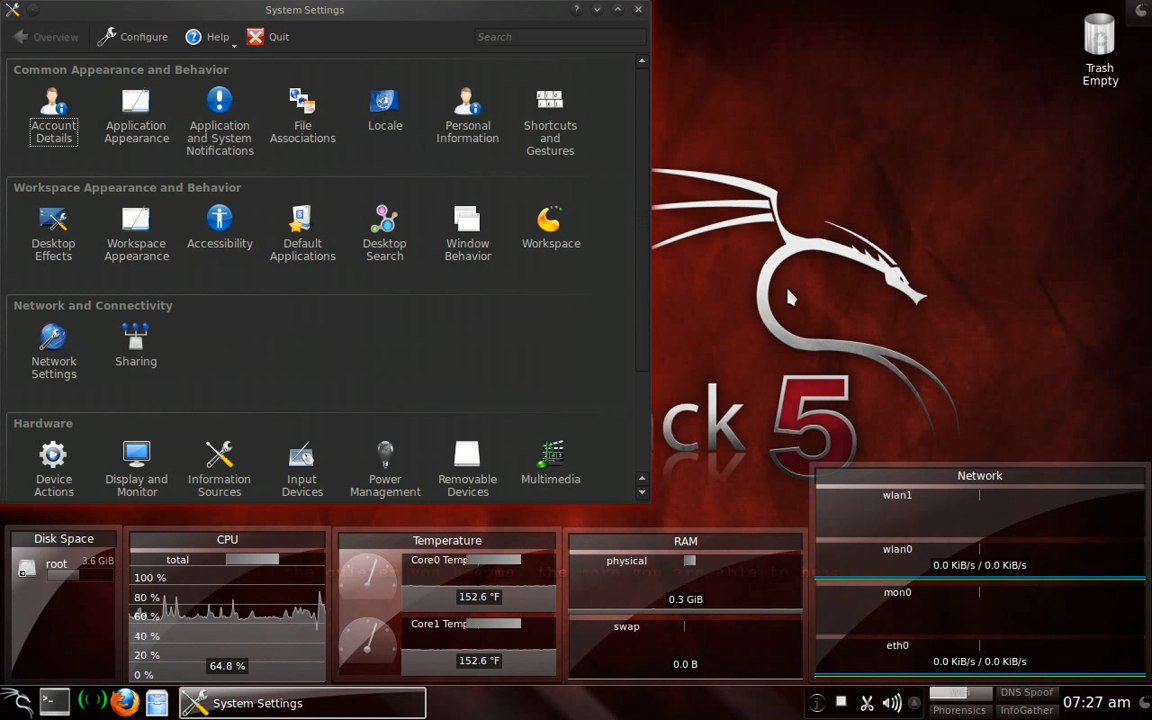 System Settings
Overview Configure Help Quit Search
Common Appearance and Behavior
Account Details
Application Appearance
Application and System Notifications
File Associations
Locale
Personal Information
Shortcuts and Gestures
Workspace Appearance and Behavior
Desktop Effects
Workspace Appearance
Accessibility
Default Applications
Desktop Search
Window Behavior
Workspace
Network and Connectivity
Network Settings
Sharing
Hardware
Device Actions
Display and Monitor
Information Sources
Input Devices
Power Management
Removable Devices
Multimedia
Trash
Empty
ck 5
Disk Space
root 3.6 GiB
CPU
total
100 %
80 %
60 %
40 %
20 %
0 %
64.8 %
Temperature
Core0 Temp
152.6 °F
Core1 Temp
152.6 °F
RAM
physical
0.3 GiB
swap
0.0 B
Network
wlan1
wlan0
0.0 KiB/s / 0.0 KiB/s
mon0
eth0
0.0 KiB/s / 0.0 KiB/s
System Settings
DNS Spoof
Phorensics InfoGather
07:27 am